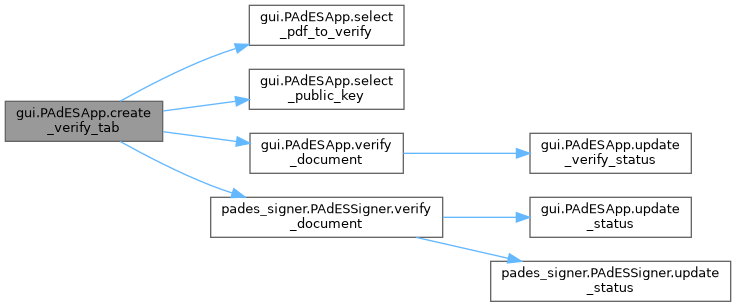 gui.PAdESApp.create
_verify_tab
gui.PAdESApp.select
_pdf_to_verify
gui.PAdESApp.select
_public_key
gui.PAdESApp.verify
_document
pades_signer.PAdESSigner.verify
_document
gui.PAdESApp.update
_verify_status
gui.PAdESApp.update
_status
pades_signer.PAdESSigner.update
_status